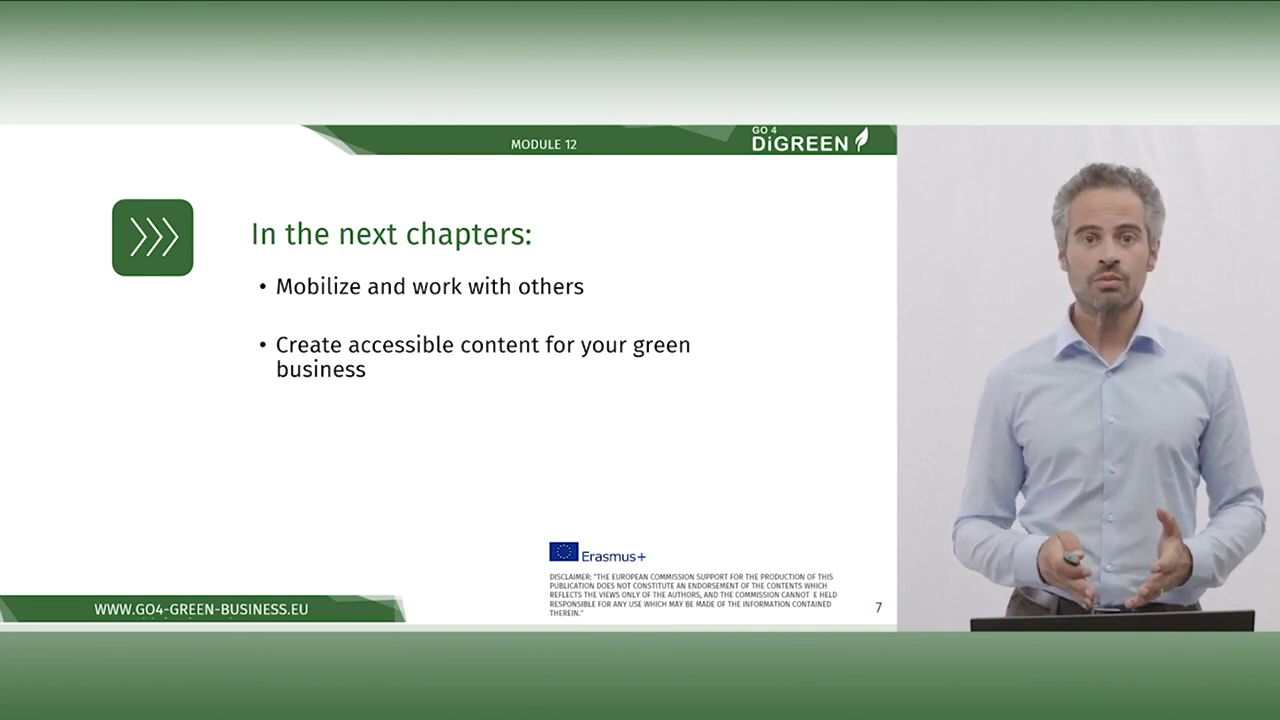 MODULE 12
GO 4
DiGREEN
In the next chapters:
• Mobilize and work with others
• Create accessible content for your green
business
Erasmus+
DISCLAIMER: "THE EUROPEAN COMMISSION SUPPORT FOR THE PRODUCTION OF THIS
PUBLICATION DOES NOT CONSTITUTE AN ENDORSEMENT OF THE CONTENTS WHICH
REFLECTS THE VIEWS ONLY OF THE AUTHORS, AND THE COMMISSION CANNOT E HELD
RESPONSIBLE FOR ANY USE WHICH MAY BE MADE OF THE INFORMATION CONTAINED
THEREIN."
WWW.GO4-GREEN-BUSINESS.EU
7